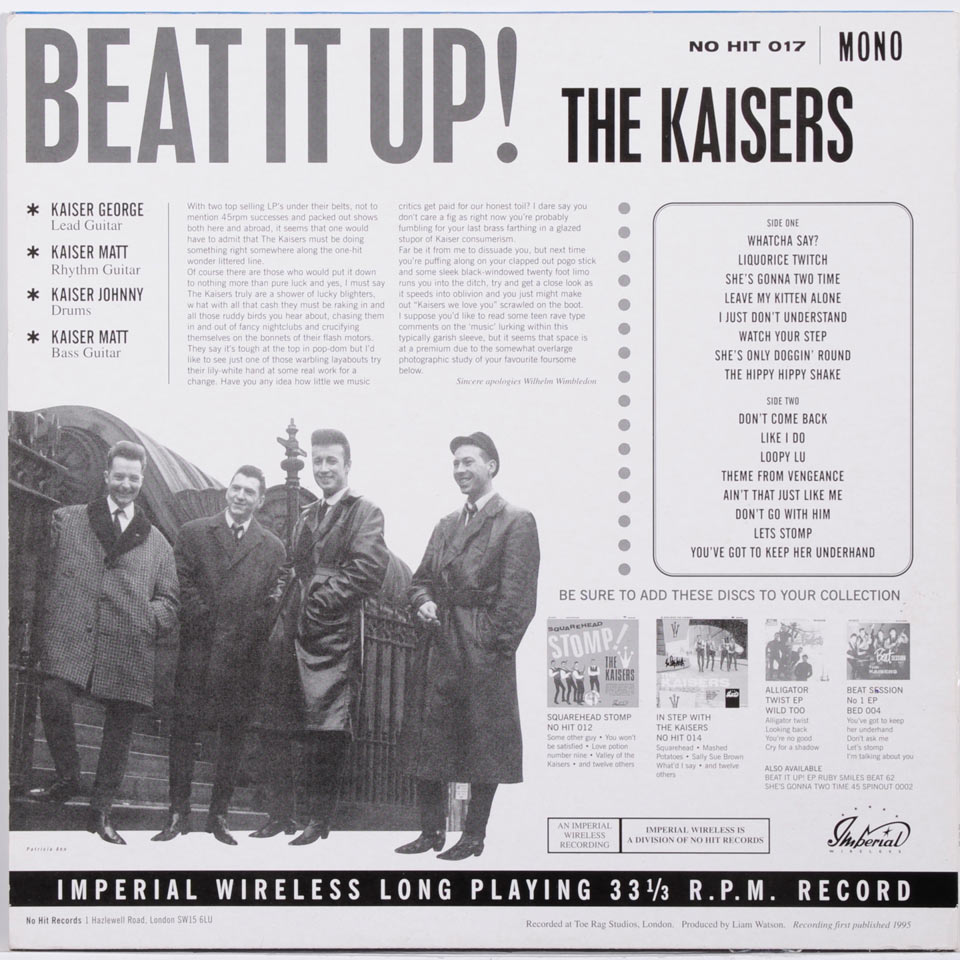 BEAT IT UP!
NO HIT 017 | MONO
THE KAISERS
* KAISER GEORGE
Lead Guitar
* KAISER MATT
Rhythm Guitar
* KAISER JOHNNY
Drums
* KAISER MATT
Bass Guitar
With two top selling LP's under their belts, not to
mention 45rpm successes and packed out shows
both here and abroad, it seems that one would
have to admit that The Kaisers must be doing
something right somewhere along the one-hit
wonder littered line.
Of course there are those who would put it down
to nothing more than pure luck and yes, I must say
The Kaisers truly are a shower of lucky blighters,
w hat with all that cash they must be raking in and
all those ruddy birds you hear about, chasing them
in and out of fancy nightclubs and crucifying
themselves on the bonnets of their flash motors.
They say it's tough at the top in pop-dom but I'd
like to see just one of those warbling layabouts try
their lily-white hand at some real work for a
change. Have you any idea how little we music
critics get paid for our honest toil? I dare say you
don't care a fig as right now you're probably
fumbling for your last brass farthing in a glazed
stupor of Kaiser consumerism.
Far be it from me to dissuade you, but next time
you're puffing along on your clapped out pogo stick
and some sleek black-windowed twenty foot limo
runs you into the ditch, try and get a close look as
it speeds into oblivion and you just might make
out "Kaisers we love you" scrawled on the boot.
I suppose you'd like to read some teen rave type
comments on the 'music' lurking within this
typically garish sleeve, but it seems that space is
at a premium due to the somewhat overlarge
photographic study of your favourite foursome
below.
Sincere apologies Wilhelm Wimbledon
SIDE ONE
WHATCHA SAY?
LIQUORICE TWITCH
SHE'S GONNA TWO TIME
LEAVE MY KITTEN ALONE
I JUST DON'T UNDERSTAND
WATCH YOUR STEP
SHE'S ONLY DOGGIN' ROUND
THE HIPPY HIPPY SHAKE
SIDE TWO
DON'T COME BACK
LIKE I DO
LOOPY LU
THEME FROM VENGEANCE
AIN'T THAT JUST LIKE ME
DON'T GO WITH HIM
LETS STOMP
YOU'VE GOT TO KEEP HER UNDERHAND
BE SURE TO ADD THESE DISCS TO YOUR COLLECTION
SQUAREHEAD
STOMP!
THE
KAISERS
KAISERS
Beat
SESSION
SQUAREHEAD STOMP
NO HIT 012
Some other guy • You won't
be satisfied • Love potion
number nine • Valley of the
Kaisers • and twelve others
IN STEP WITH
THE KAISERS
NO HIT 014
Squarehead • Mashed
Potatoes • Sally Sue Brown
What'd I say • and twelve
others
ALLIGATOR
TWIST EP
WILD TOO
Alligator twist
Looking back
You're no good
Cry for a shadow
BEAT SESSION
No 1 EP
BED 004
You've got to keep
her underhand
Don't ask me
Let's stomp
I'm talking about you
ALSO AVAILABLE
BEAT IT UP! EP RUBY SMILES BEAT 62
SHE'S GONNA TWO TIME 45 SPINOUT 0002
AN IMPERIAL
WIRELESS
RECORDING
IMPERIAL WIRELESS IS
A DIVISION OF NO HIT RECORDS
Imperial
WIRELESS
Patricia Ann
IMPERIAL WIRELESS LONG PLAYING 33 1/3 R.P.M. RECORD
No Hit Records | Hazlewell Road, London SW15 6LU
Recorded at Toe Rag Studios, London. Produced by Liam Watson. Recording first published 1995